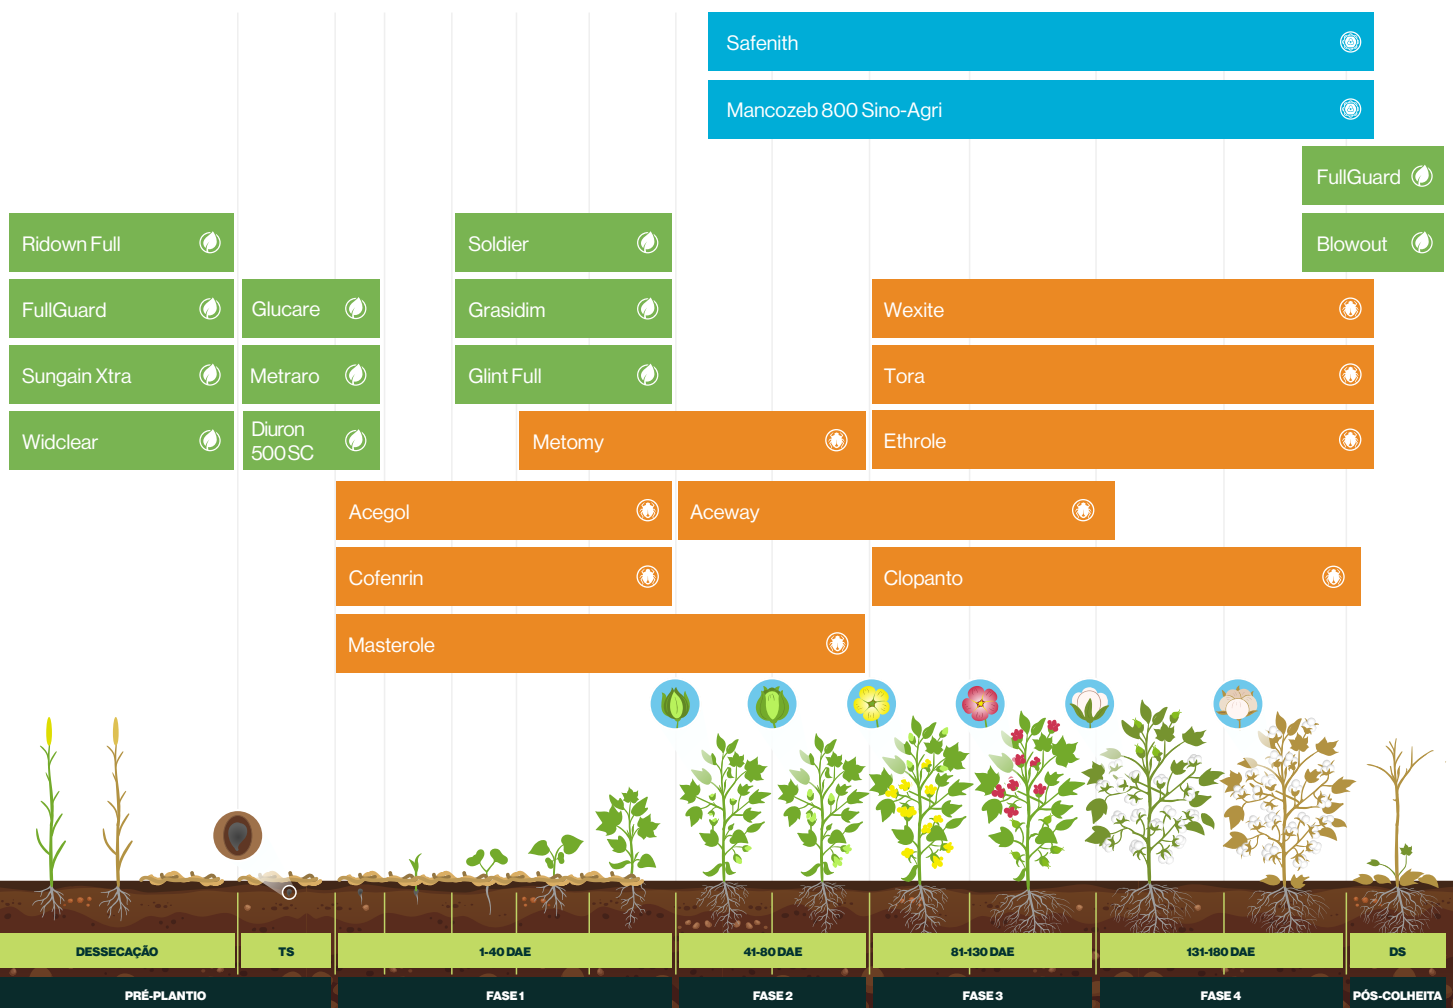 Safenith
Mancozeb 800 Sino-Agri
FullGuard
Ridown Full
Soldier
Blowout
FullGuard
Glucare
Grasidim
Wexite
Sungain Xtra
Metraro
Glint Full
Tora
Widclear
Diuron
500 SC
Metomy
Ethrole
Acegol
Aceway
Cofenrin
Clopanto
Masterole
DESSECAÇÃO
TS
1-40 DAE
41-80 DAE
81-130 DAE
131-180 DAE
DS
PRÉ-PLANTIO
FASE 1
FASE 2
FASE 3
FASE 4
PÓS-COLHEITA